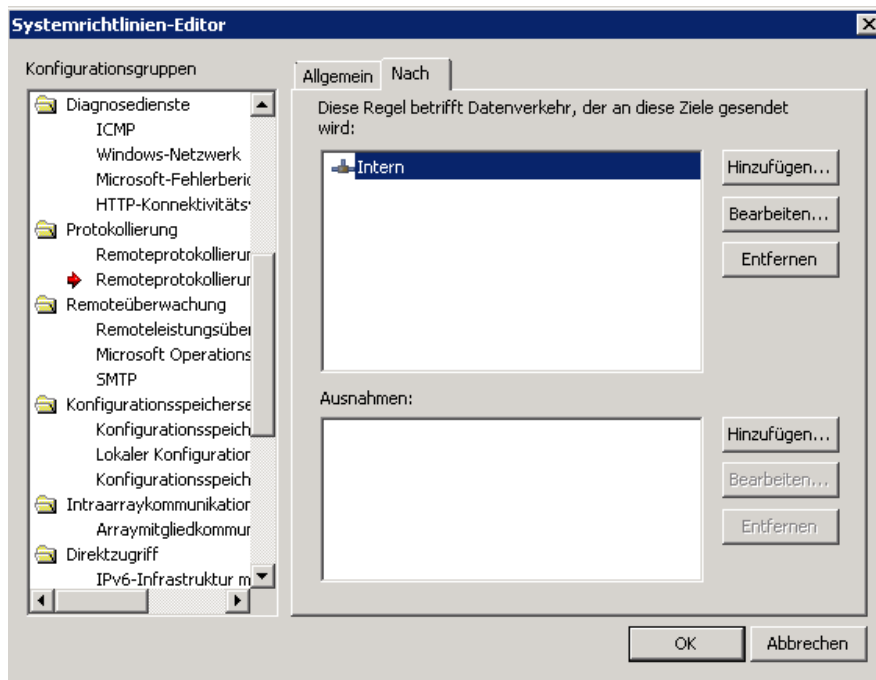 Systemrichtlinien-Editor
Konfigurationsgruppen
Diagnosedienste
ICMP
Windows-Netzwerk
Microsoft-Fehlerberic
HTTP-Konnektivitäts
Protokollierung
Remoteprotokollierur
Remoteprotokollierur
Remoteüberwachung
Remoteleistungsüber
Microsoft Operations
SMTP
Konfigurationsspeicherse
Konfigurationsspeich
Lokaler Konfiguration
Konfigurationsspeich
Intraarraykommunikation
Arraymitgliedkommur
Direktzugriff
IPv6-Infrastruktur m
Allgemein
Nach
Diese Regel betrifft Datenverkehr, der an diese Ziele gesendet
wird:
Intern
Hinzufügen...
Bearbeiten...
Entfernen
Ausnahmen:
Hinzufügen...
Bearbeiten...
Entfernen
OK
Abbrechen